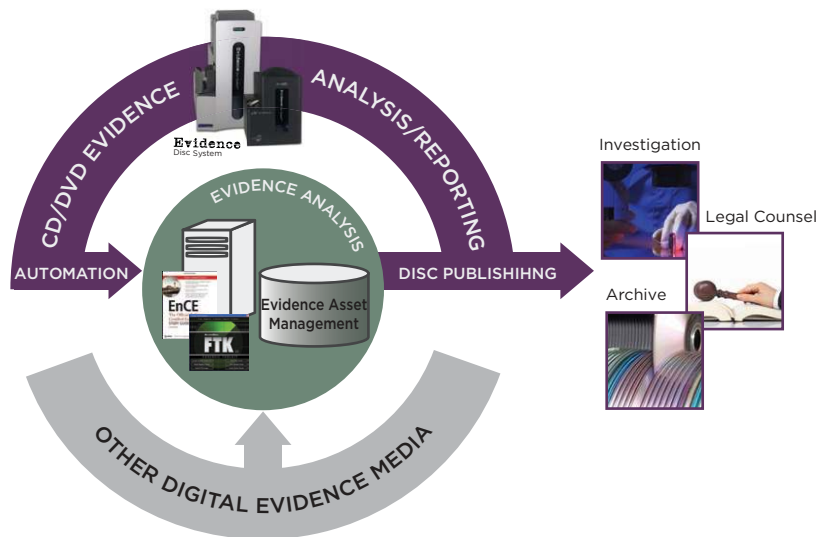 CD/DVD EVIDENCE
ANALYSIS/REPORTING
Evidence
Disc System
EVIDENCE ANALYSIS
AUTOMATION
DISC PUBLISHIHNG
EnCE
FTK
Evidence Asset
Management
OTHER DIGITAL EVIDENCE MEDIA
Investigation
Legal Counsel
Archive